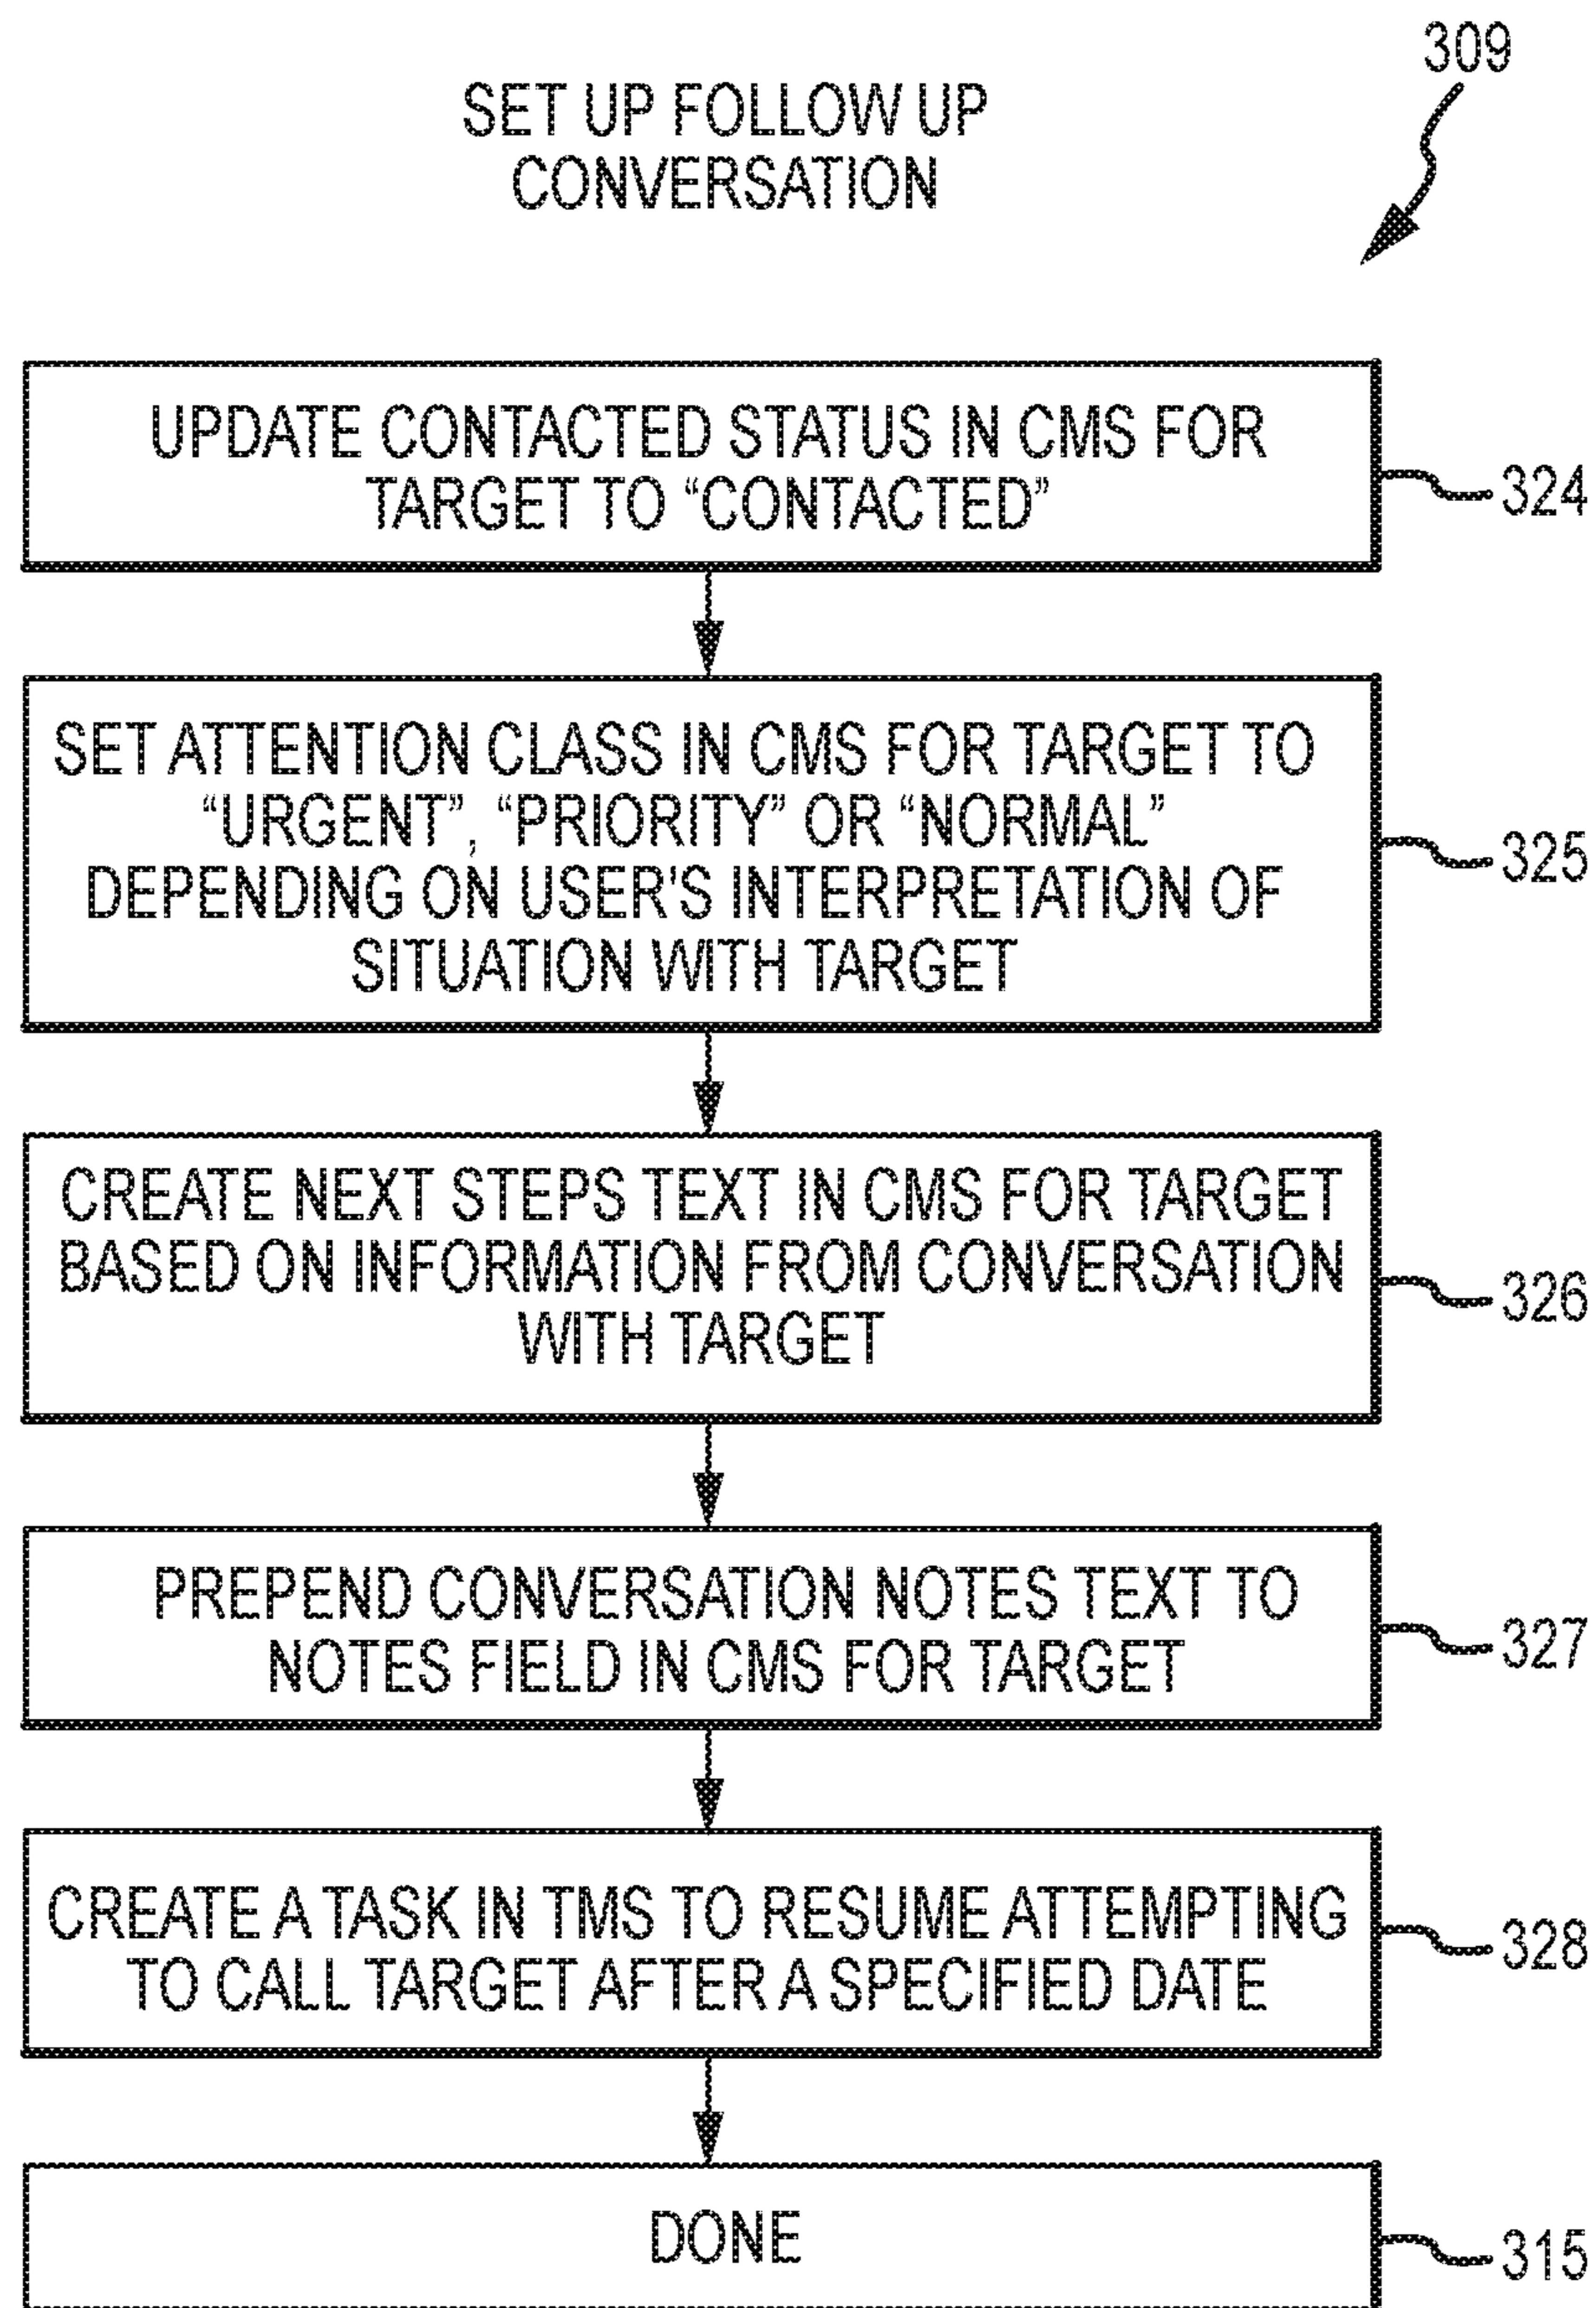 309
SET UP FOLLOW UP
CONVERSATION
UPDATE CONTACTED STATUS IN CMS FOR
TARGET TO “CONTACTED”
324
SET ATTENTION CLASS IN CMS FOR TARGET TO
“URGENT”, “PRIORITY” OR “NORMAL”
DEPENDING ON USER'S INTERPRETATION OF
SITUATION WITH TARGET
325
CREATE NEXT STEPS TEXT IN CMS FOR TARGET
BASED ON INFORMATION FROM CONVERSATION
WITH TARGET
326
PREPEND CONVERSATION NOTES TEXT TO
NOTES FIELD IN CMS FOR TARGET
327
CREATE A TASK IN TMS TO RESUME ATTEMPTING
TO CALL TARGET AFTER A SPECIFIED DATE
328
DONE
315